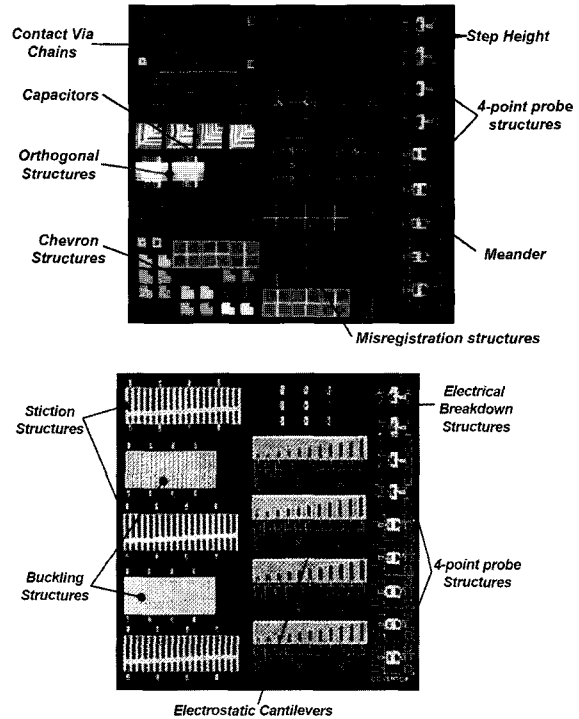 Contact Via
Chains
Step Height
Capacitors
4-point probe
structures
Orthogonal
Structures
Chevron
Structures
Meander
Misregistration structures
Electrical
Breakdown
Structures
Stiction
Structures
Buckling
Structures
4-point probe
Structures
Electrostatic Cantilevers